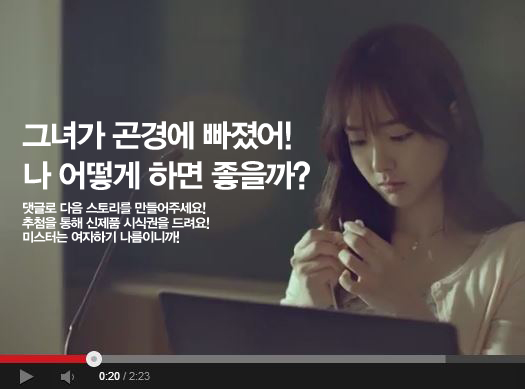 그녀가 곤경에 빠졌어!
나 어떻게 하면 좋을까?
댓글로 다음 스토리를 만들어주세요!
추첨을 통해 신제품 시식권을 드려요!
미스터는 여자하기 나름이니까!
0:20 / 2:23